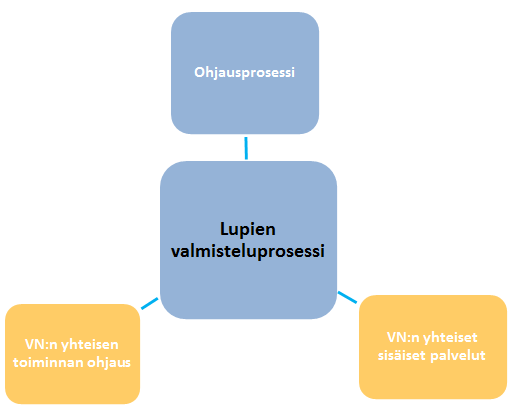 Ohjausprosessi
Lupien
valmisteluprosessi
VN:n yhteisen
toiminnan ohjaus
VN:n yhteiset
sisäiset palvelut